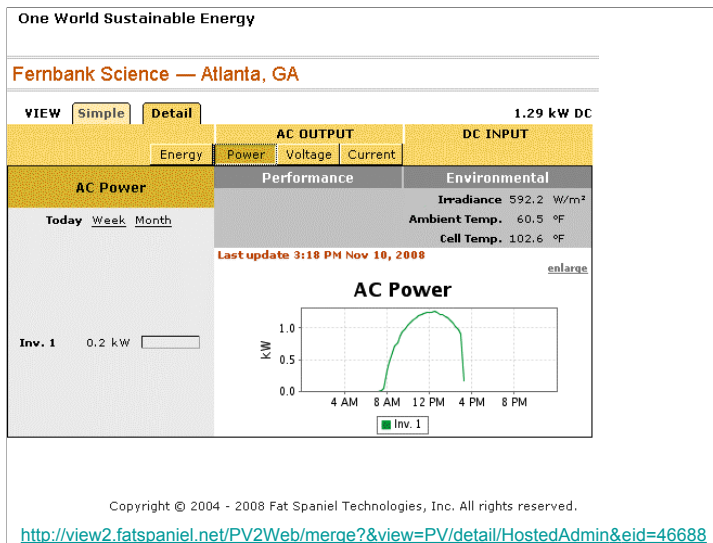 One World Sustainable Energy
Fernbank Science — Atlanta, GA
VIEW Simple Detail 1.29 kW DC
AC OUTPUT DC INPUT
Energy Power Voltage Current
AC Power
Performance Environmental
Irradiance 592.2 W/m²
Ambient Temp. 60.5 °F
Cell Temp. 102.6 °F
Today Week Month
Last update 3:18 PM Nov 10, 2008
enlarge
AC Power
kW
1.0
0.5
0.0
4 AM 8 AM 12 PM 4 PM 8 PM
Inv. 1
Inv. 1 0.2 kW
Copyright © 2004 - 2008 Fat Spaniel Technologies, Inc. All rights reserved.
http://view2.fatspaniel.net/PV2Web/merge?&view=PV/detail/HostedAdmin&eid=46688